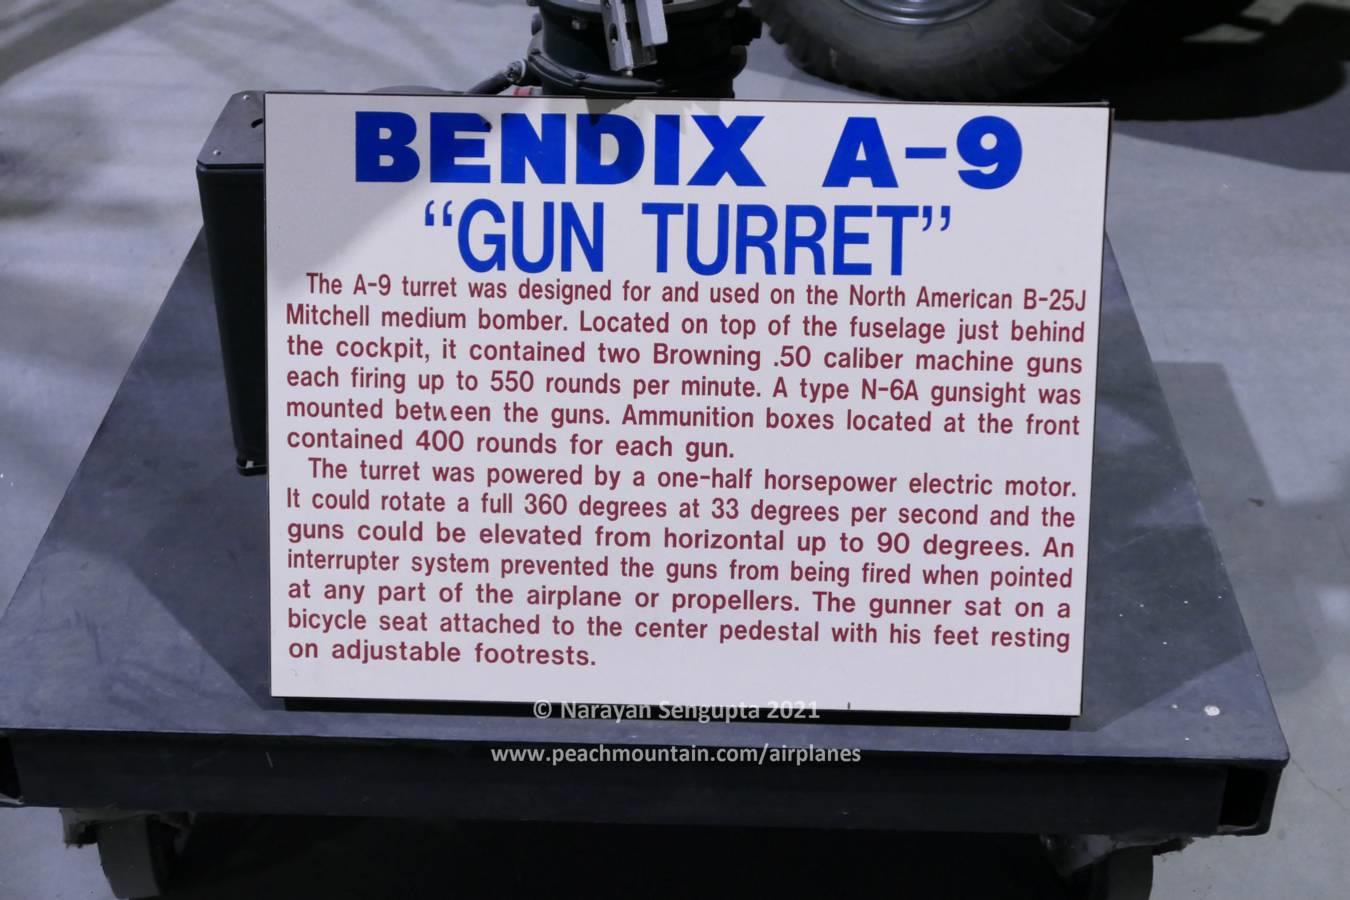 BENDIX A-9
“GUN TURRET”
The A-9 turret was designed for and used on the North American B-25J
Mitchell medium bomber. Located on top of the fuselage just behind
the cockpit, it contained two Browning .50 caliber machine guns
each firing up to 550 rounds per minute. A type N-6A gunsight was
mounted between the guns. Ammunition boxes located at the front
contained 400 rounds for each gun.
The turret was powered by a one-half horsepower electric motor.
It could rotate a full 360 degrees at 33 degrees per second and the
guns could be elevated from horizontal up to 90 degrees. An
interrupter system prevented the guns from being fired when pointed
at any part of the airplane or propellers. The gunner sat on a
bicycle seat attached to the center pedestal with his feet resting
on adjustable footrests.
© Narayan Sengupta 2021
www.peachmountain.com/airplanes